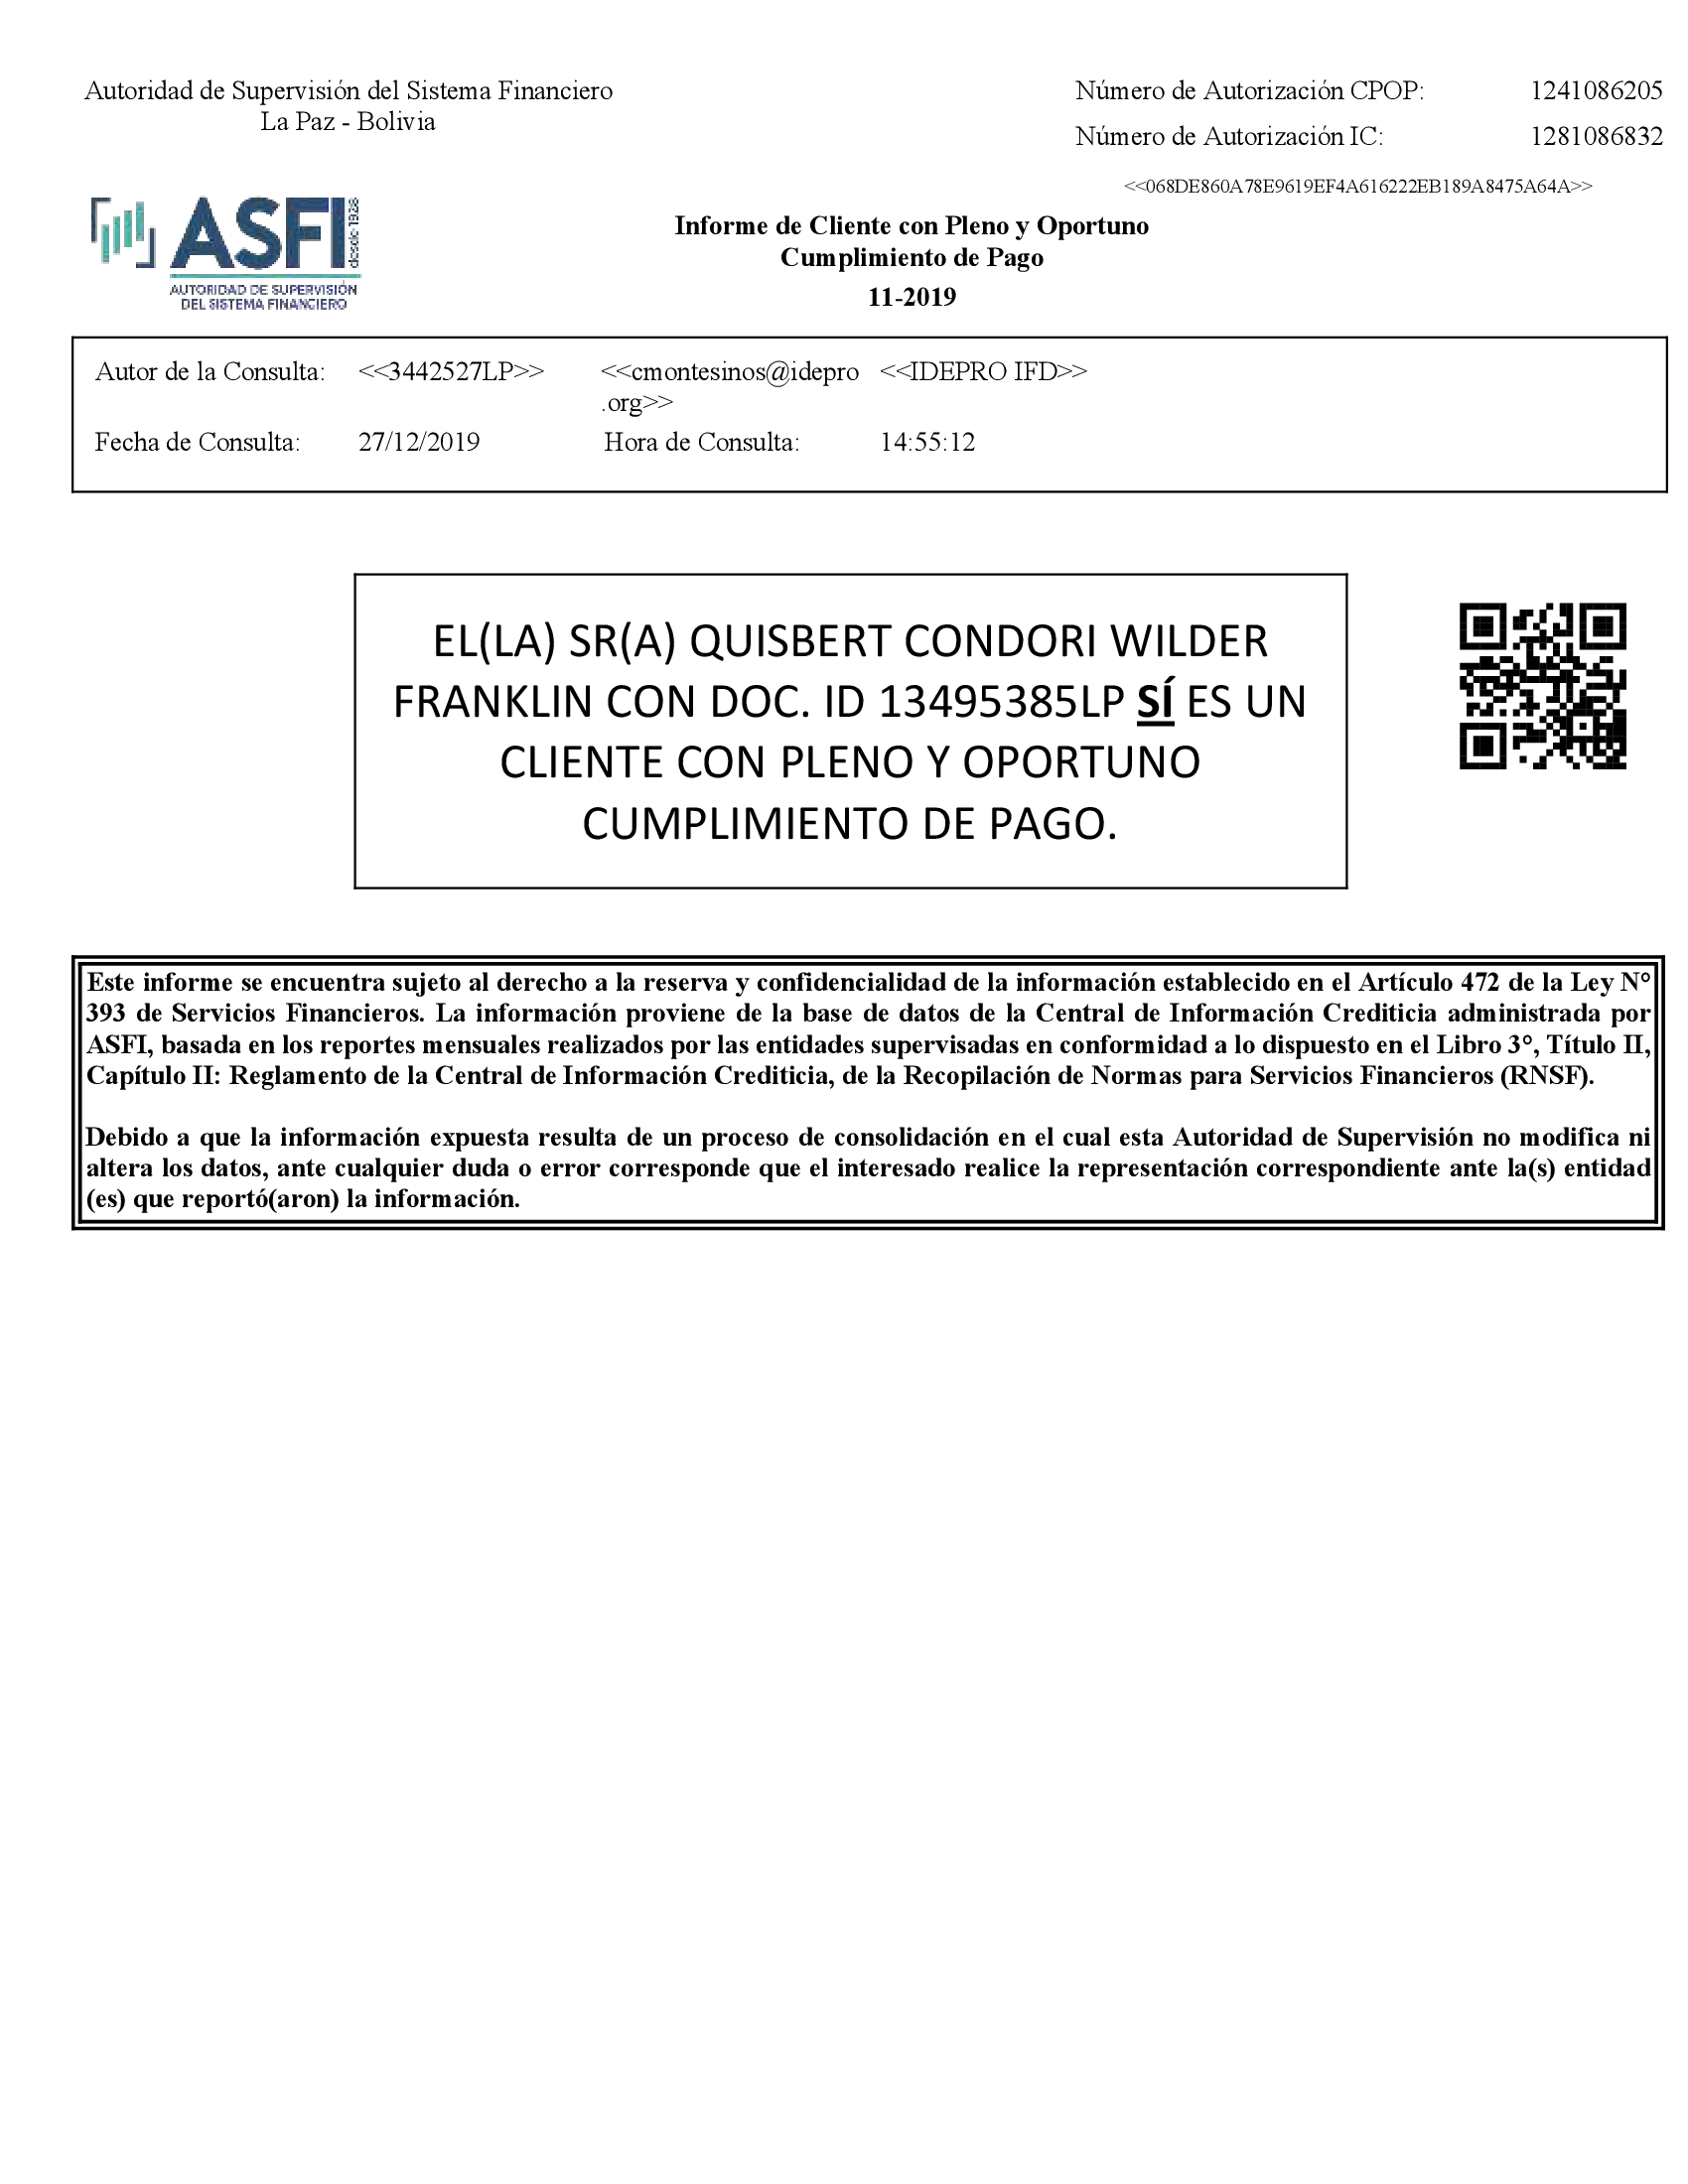 Autoridad de Supervisión del Sistema Financiero
La Paz - Bolivia
Número de Autorización CPOP: 1241086205
Número de Autorización IC: 1281086832
<<068DE860A78E9619EF4A616222EB189A8475A64A>>
ASFI desde 1928
AUTORIDAD DE SUPERVISIÓN
DEL SISTEMA FINANCIERO
Informe de Cliente con Pleno y Oportuno
Cumplimiento de Pago
11-2019
Autor de la Consulta: <<3442527LP>> <<cmontesinos@idepro <<IDEPRO IFD>>
.org>>
Fecha de Consulta: 27/12/2019 Hora de Consulta: 14:55:12
EL(LA) SR(A) QUISBERT CONDORI WILDER
FRANKLIN CON DOC. ID 13495385LP SÍ ES UN
CLIENTE CON PLENO Y OPORTUNO
CUMPLIMIENTO DE PAGO.
Este informe se encuentra sujeto al derecho a la reserva y confidencialidad de la información establecido en el Artículo 472 de la Ley N°
393 de Servicios Financieros. La información proviene de la base de datos de la Central de Información Crediticia administrada por
ASFI, basada en los reportes mensuales realizados por las entidades supervisadas en conformidad a lo dispuesto en el Libro 3°, Título II,
Capítulo II: Reglamento de la Central de Información Crediticia, de la Recopilación de Normas para Servicios Financieros (RNSF).
Debido a que la información expuesta resulta de un proceso de consolidación en el cual esta Autoridad de Supervisión no modifica ni
altera los datos, ante cualquier duda o error corresponde que el interesado realice la representación correspondiente ante la(s) entidad
(es) que reportó(aron) la información.